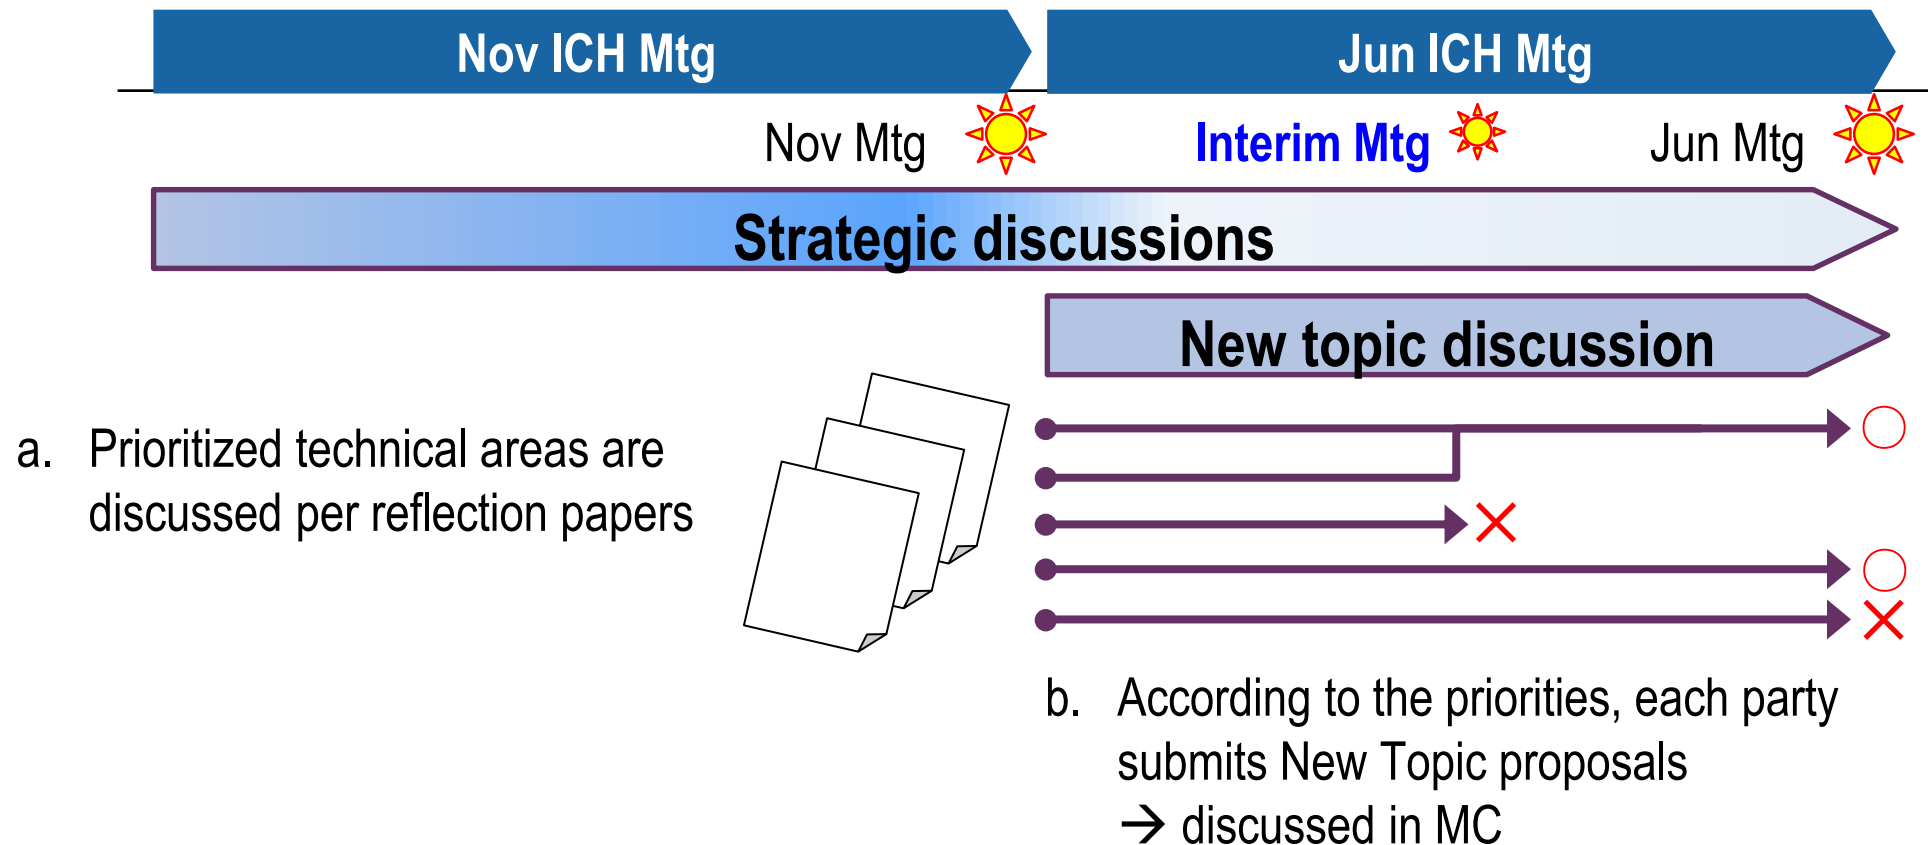 Nov ICH Mtg
Jun ICH Mtg
Nov Mtg
Interim Mtg
Jun Mtg
Strategic discussions
New topic discussion
a. Prioritized technical areas are
discussed per reflection papers
b. According to the priorities, each party
submits New Topic proposals
→ discussed in MC